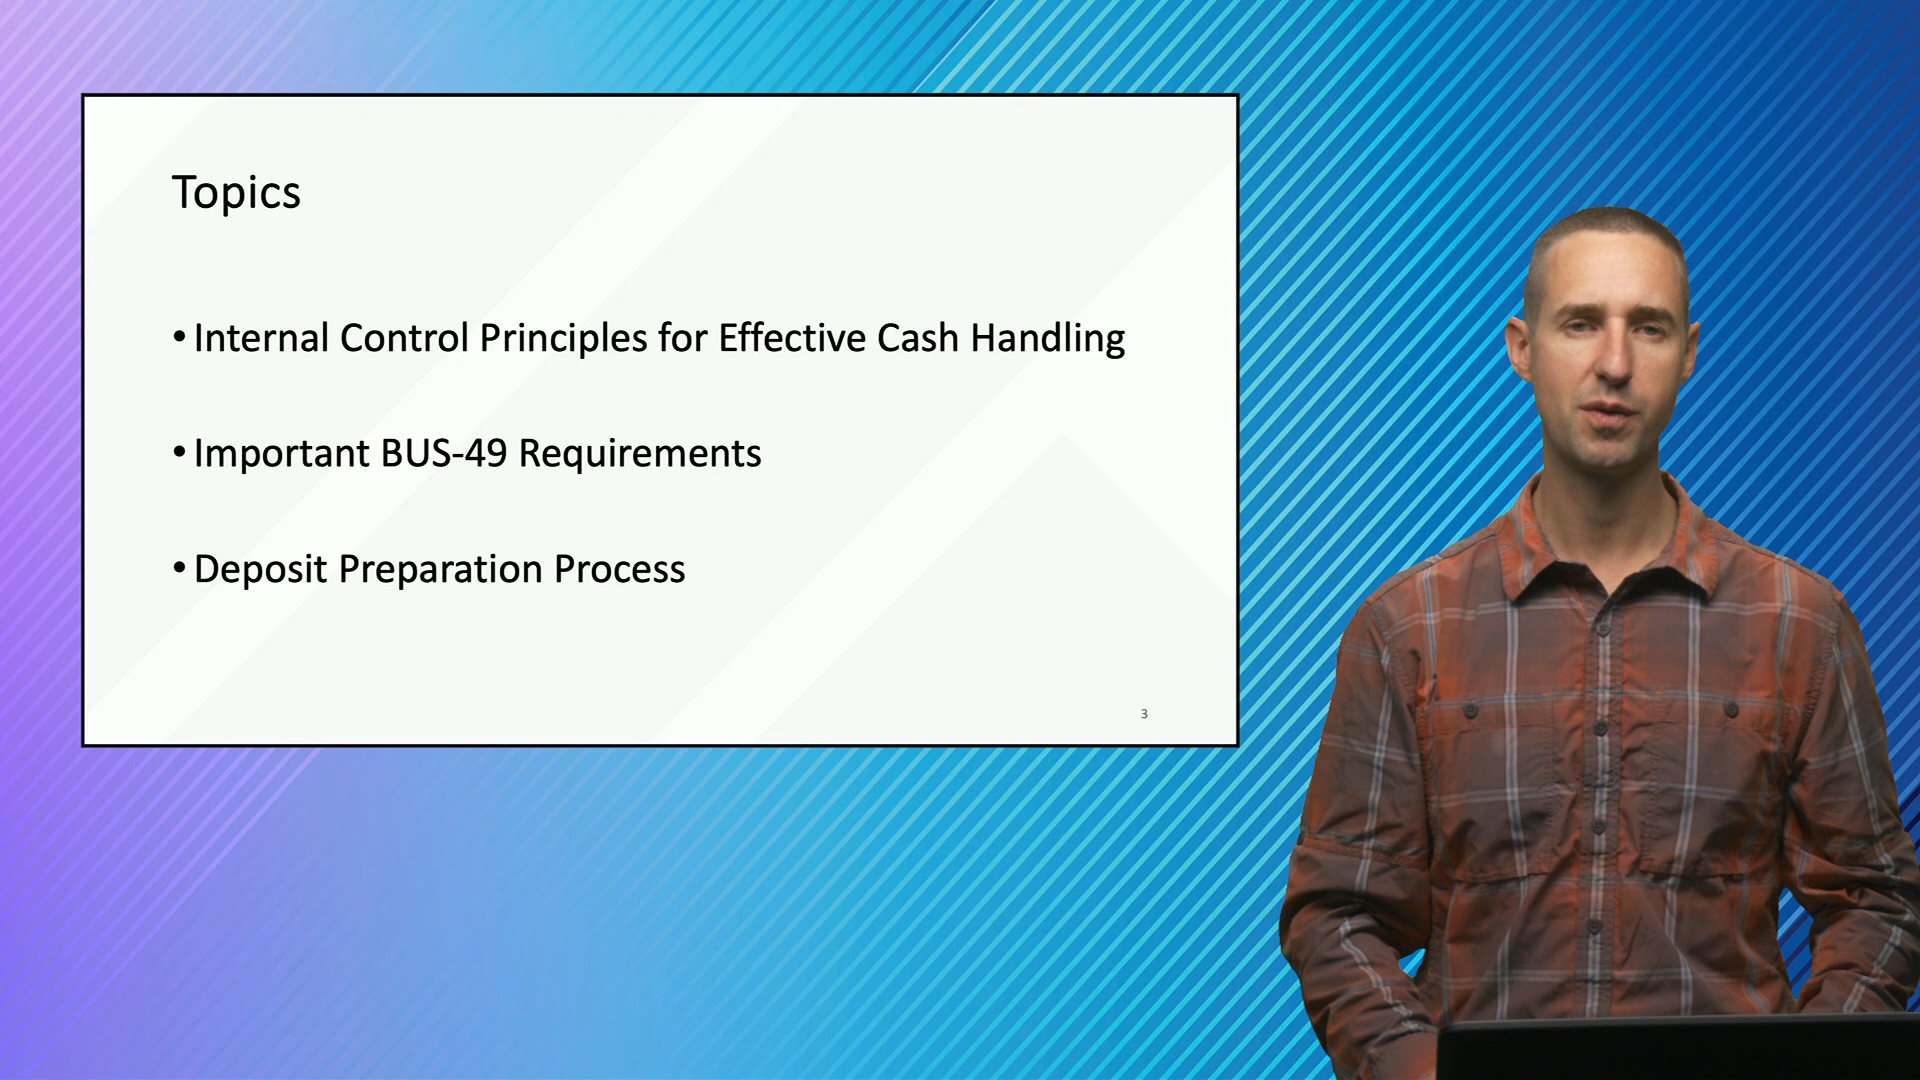 Topics
• Internal Control Principles for Effective Cash Handling
• Important BUS-49 Requirements
• Deposit Preparation Process
3